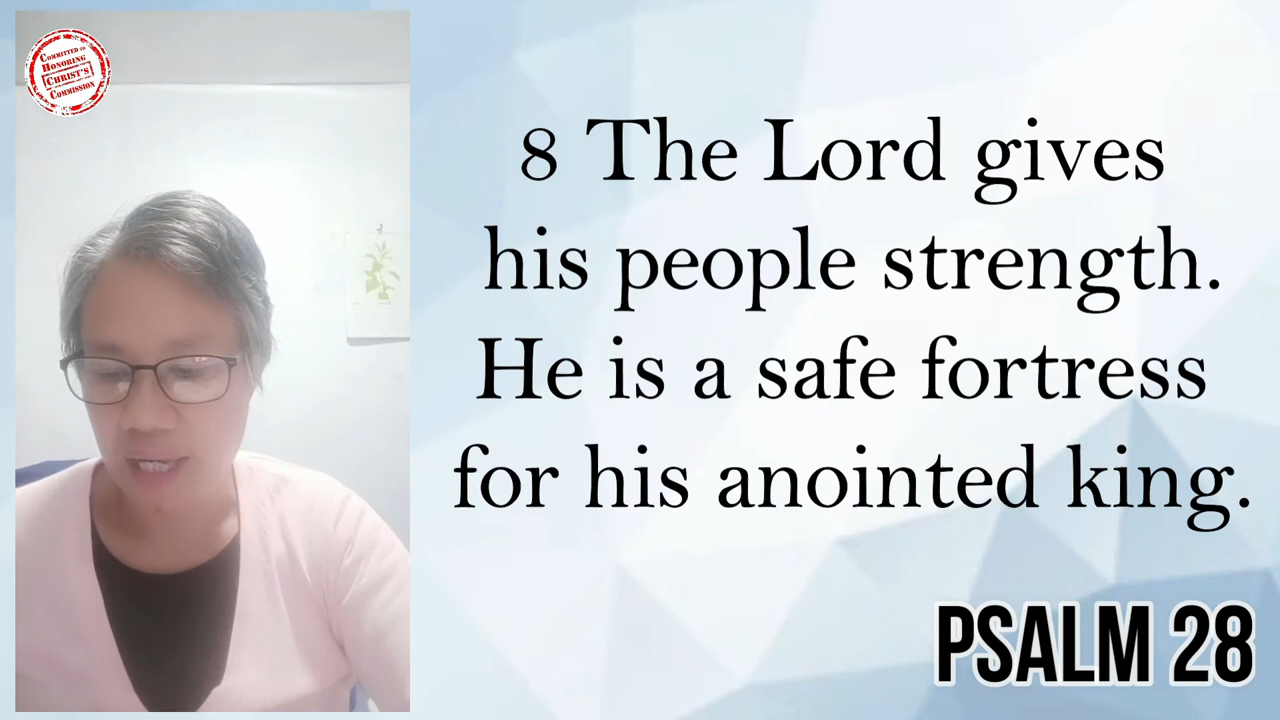 COMMITTED TO
HONORING
CHRIST'S
COMMISSION
8 The Lord gives
his people strength.
He is a safe fortress
for his anointed king.
PSALM 28